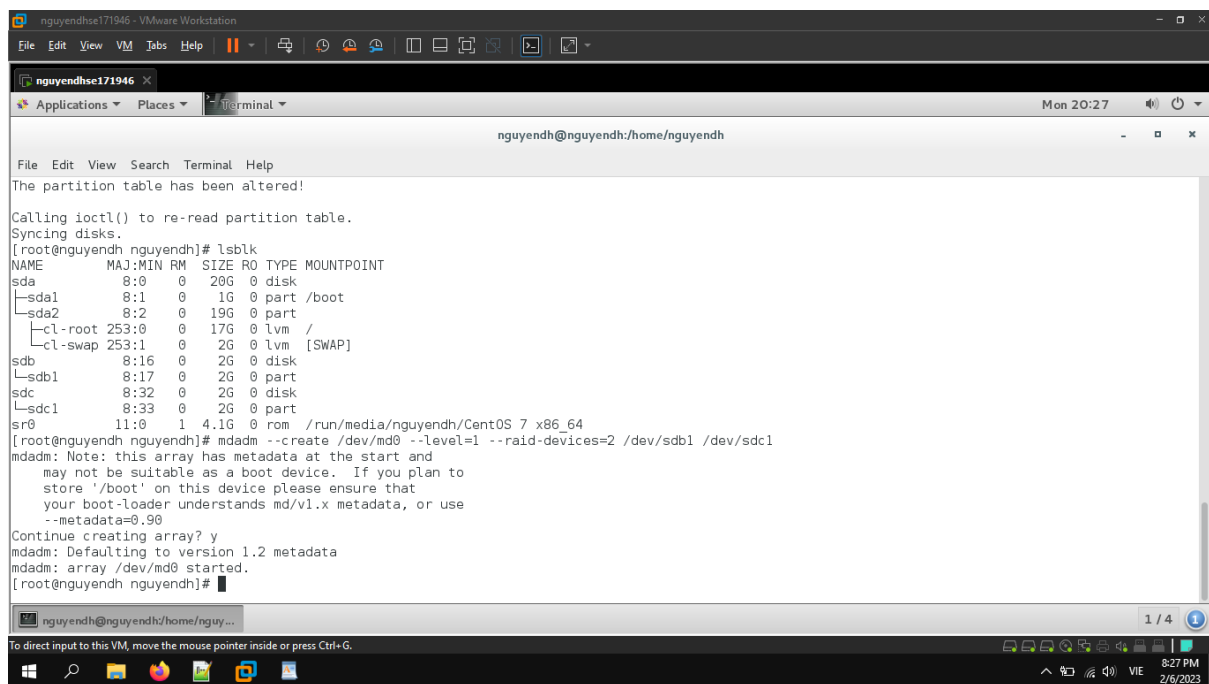 nguyendhse171946 - VMware Workstation
File Edit View VM Tabs Help
nguyendhse171946
Applications Places Terminal Mon 20:27
nguyendh@nguyendh:/home/nguyendh
File Edit View Search Terminal Help
The partition table has been altered!
Calling ioctl() to re-read partition table.
Syncing disks.
[root@nguyendh nguyendh]# lsblk
NAME MAJ:MIN RM SIZE RO TYPE MOUNTPOINT
sda 8:0 0 20G 0 disk
├─sda1 8:1 0 1G 0 part /boot
└─sda2 8:2 0 19G 0 part
  ├─cl-root 253:0 0 17G 0 lvm /
  └─cl-swap 253:1 0 2G 0 lvm [SWAP]
sdb 8:16 0 2G 0 disk
└─sdb1 8:17 0 2G 0 part
sdc 8:32 0 2G 0 disk
└─sdc1 8:33 0 2G 0 part
sr0 11:0 1 4.1G 0 rom /run/media/nguyendh/CentOS 7 x86_64
[root@nguyendh nguyendh]# mdadm --create /dev/md0 --level=1 --raid-devices=2 /dev/sdb1 /dev/sdc1
mdadm: Note: this array has metadata at the start and
    may not be suitable as a boot device.  If you plan to
    store '/boot' on this device please ensure that
    your boot-loader understands md/v1.x metadata, or use
    --metadata=0.90
Continue creating array? y
mdadm: Defaulting to version 1.2 metadata
mdadm: array /dev/md0 started.
[root@nguyendh nguyendh]#
nguyendh@nguyendh:/home/nguy... 1 / 4 1
To direct input to this VM, move the mouse pointer inside or press Ctrl+G.
VIE 8:27 PM
2/6/2023